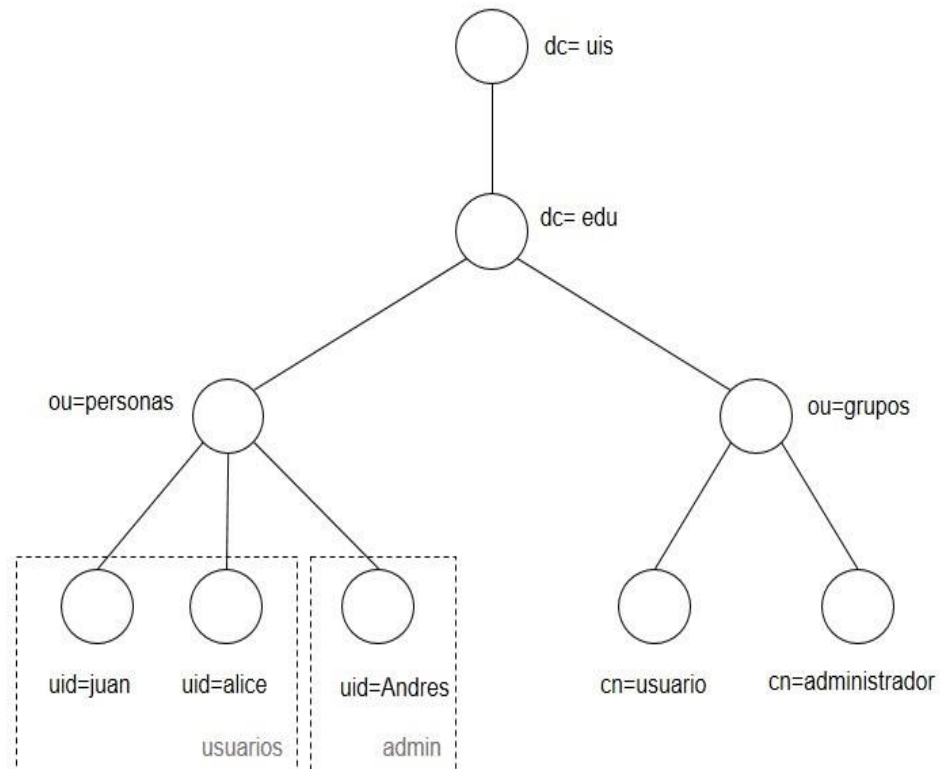 dc= uis
dc= edu
ou=personas
ou=grupos
uid=juan
uid=alice
uid=Andres
cn=usuario
cn=administrador
usuarios
admin